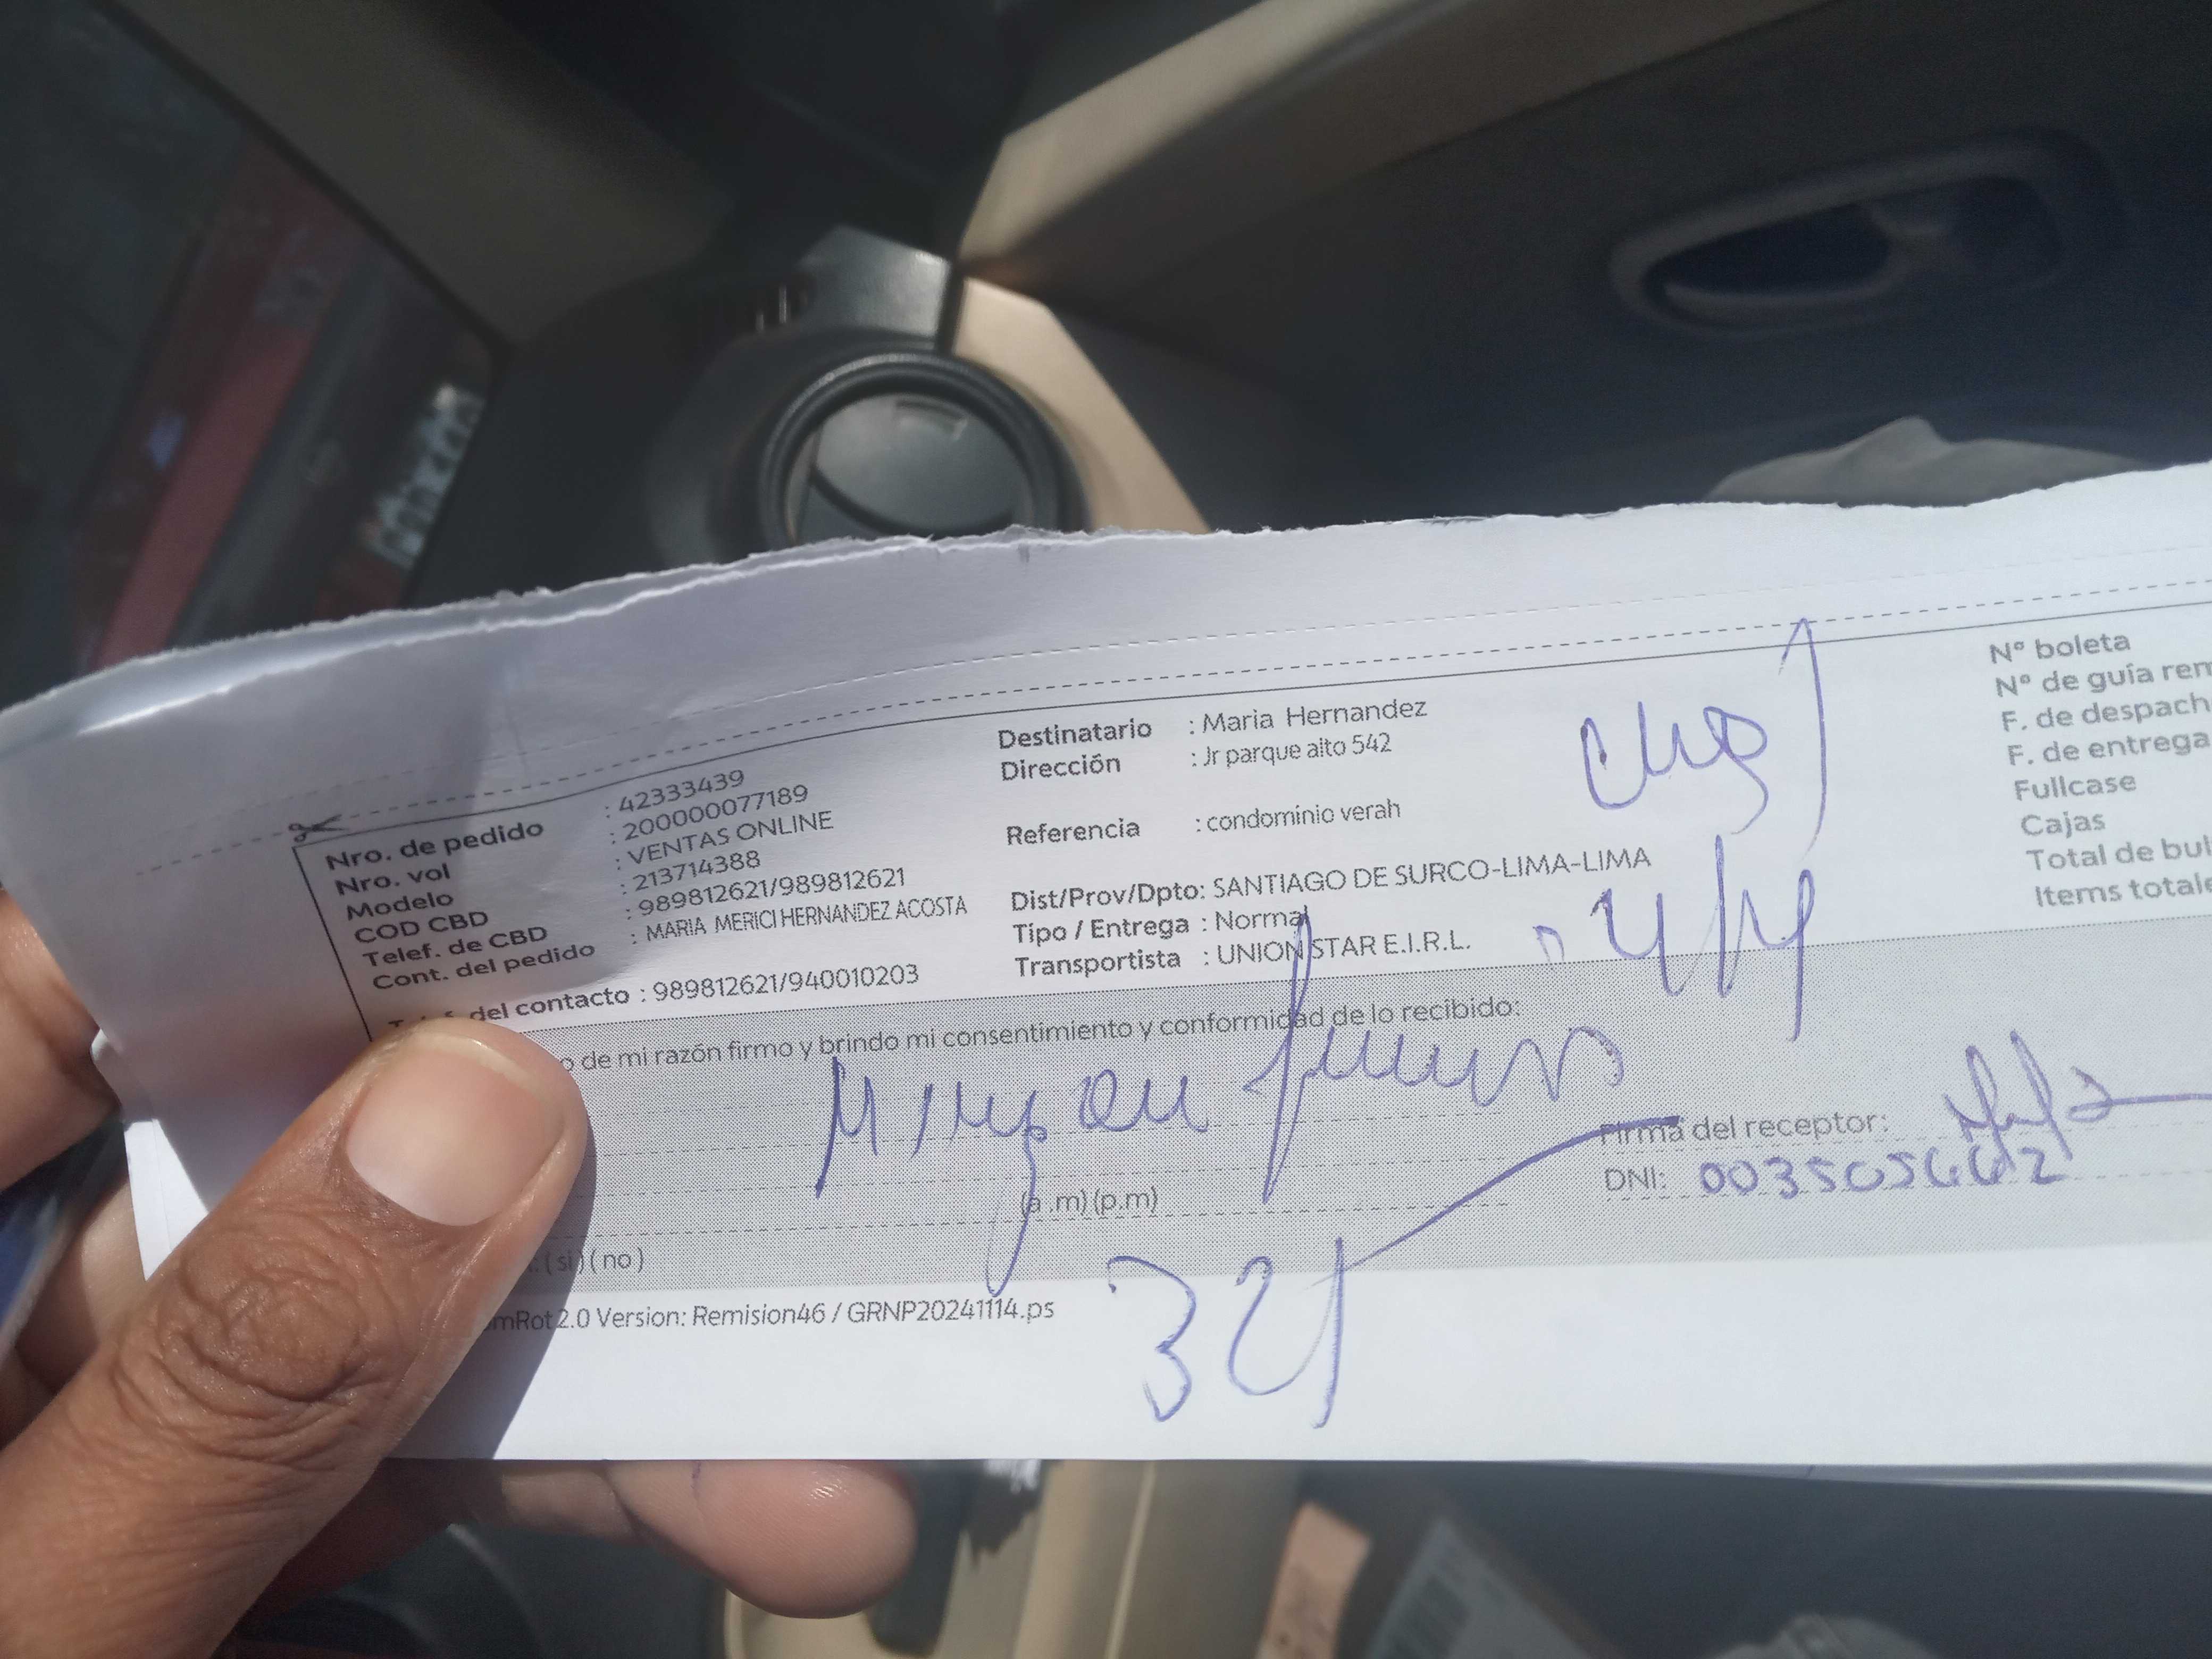 Nro. de pedido : 42333439
Nro. vol : 200000077189
Modelo : VENTAS ONLINE
COD CBD : 213714388
Telef. de CBD : 989812621/989812621
Cont. del pedido : MARIA MERICI HERNANDEZ ACOSTA
del contacto : 989812621/940010203
Destinatario : Maria Hernandez
Dirección : Jr parque alto 542
Referencia : condominio verah
Dist/Prov/Dpto: SANTIAGO DE SURCO-LIMA-LIMA
Tipo / Entrega : Normal
Transportista : UNION STAR E.I.R.L.
N° boleta
N° de guía rem
F. de despach
F. de entrega
Fullcase
Cajas
Total de bul
Items totale
o de mi razón firmo y brindo mi consentimiento y conformidad de lo recibido:
Firma del receptor:
DNI: 003505662
(a .m) (p.m)
: ( si ) ( no )
mRot2.0 Version: Remision46 / GRNP20241114.ps
321